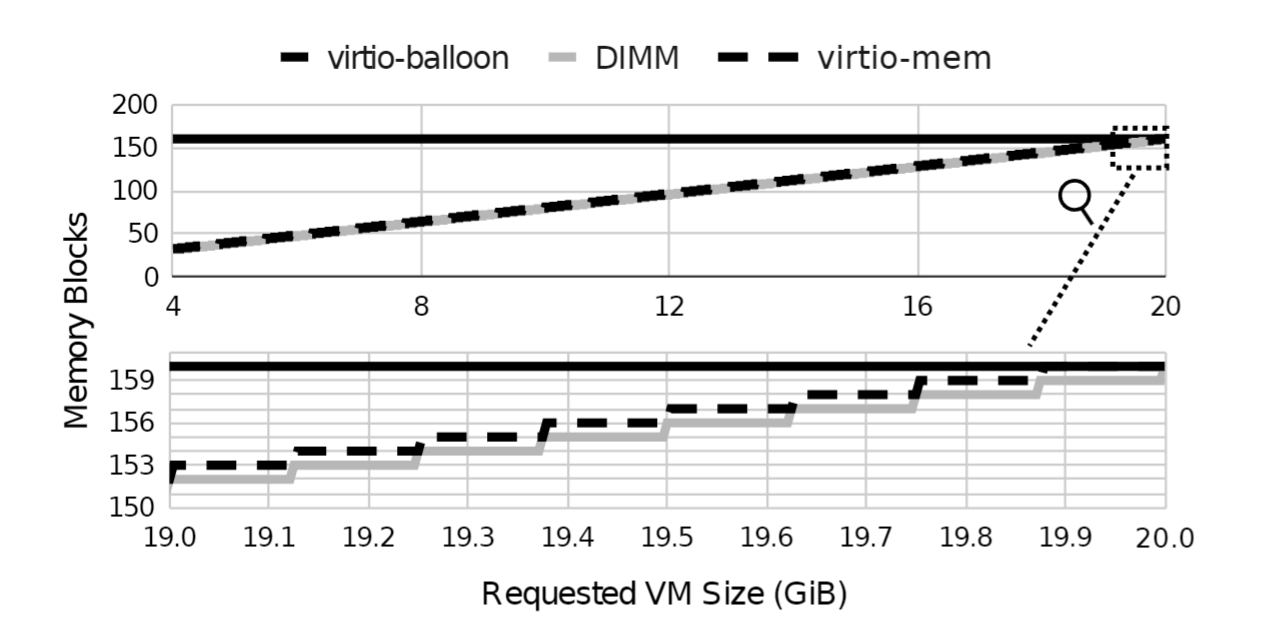 virtio-balloon DIMM virtio-mem
200
150
100
50
0
4 8 12 16 20
Memory Blocks
159
156
153
150
19.0 19.1 19.2 19.3 19.4 19.5 19.6 19.7 19.8 19.9 20.0
Requested VM Size (GiB)